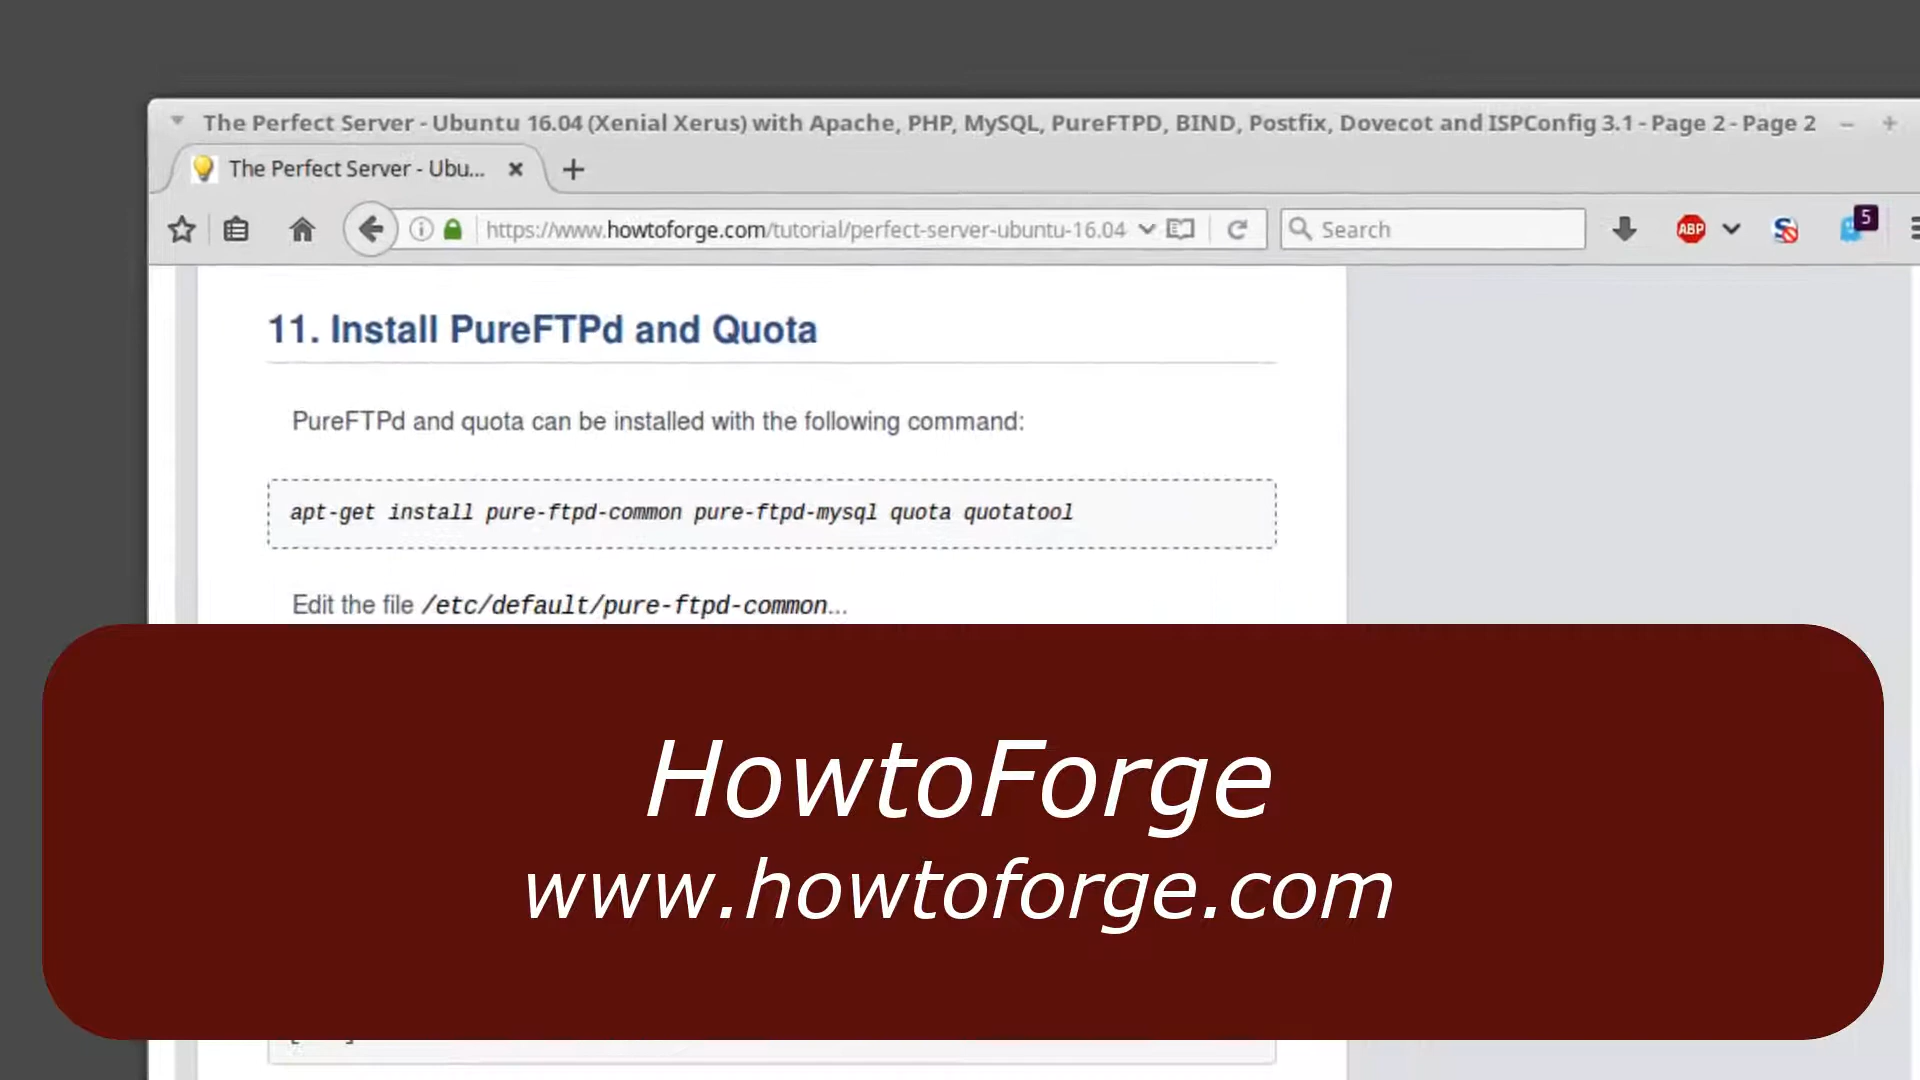 The Perfect Server - Ubuntu 16.04 (Xenial Xerus) with Apache, PHP, MySQL, PureFTPD, BIND, Postfix, Dovecot and ISPConfig 3.1 - Page 2 - Page 2
The Perfect Server - Ubu...
https://www.howtoforge.com/tutorial/perfect-server-ubuntu-16.04
Search
ABP
5
11. Install PureFTPd and Quota
PureFTPd and quota can be installed with the following command:
apt-get install pure-ftpd-common pure-ftpd-mysql quota quotatool
Edit the file /etc/default/pure-ftpd-common...
HowtoForge
www.howtoforge.com